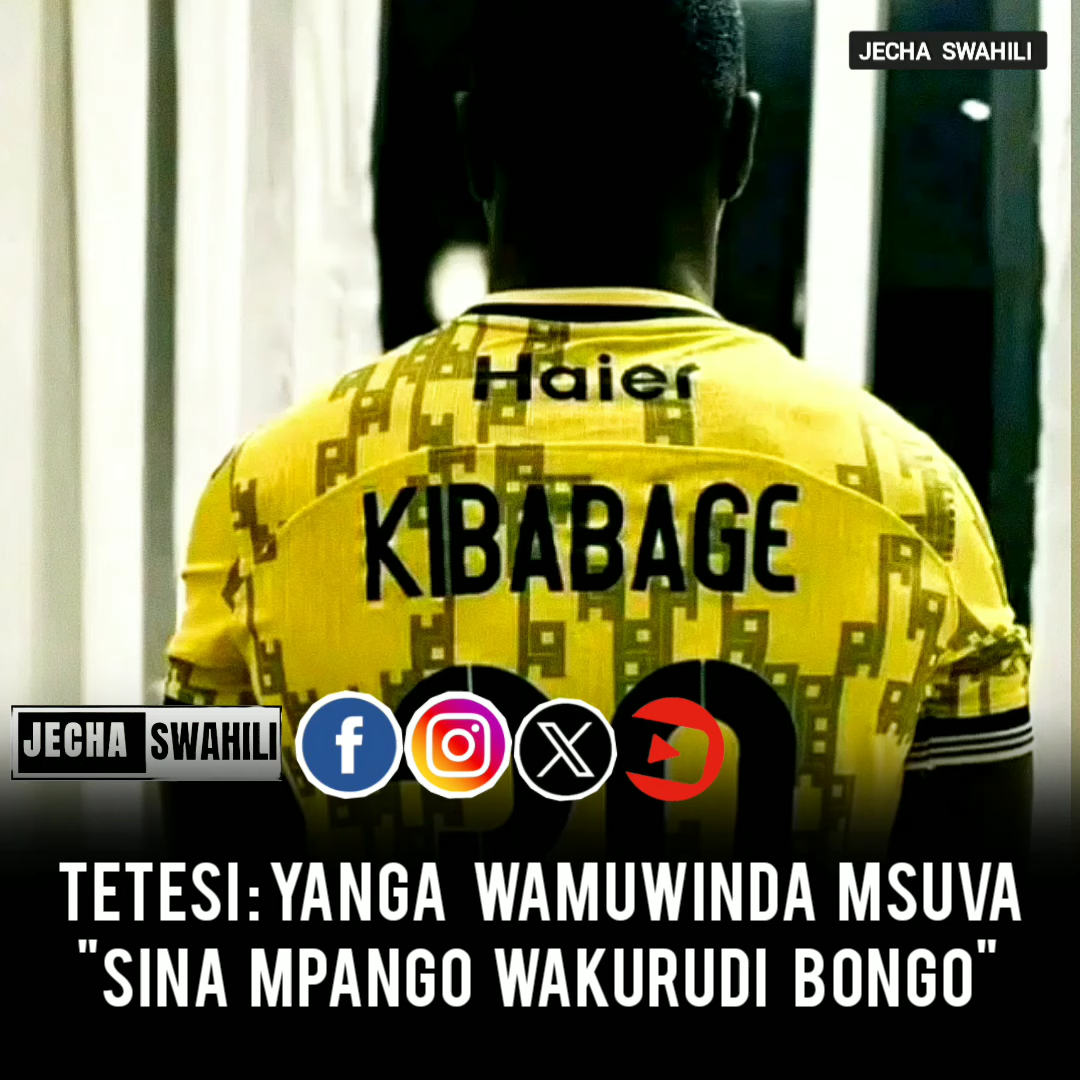 JECHA SWAHILI
Haier
KIBABAGE
JECHA SWAHILI
TETESI: YANGA WAMUWINDA MSUVA
"SINA MPANGO WAKURUDI BONGO"